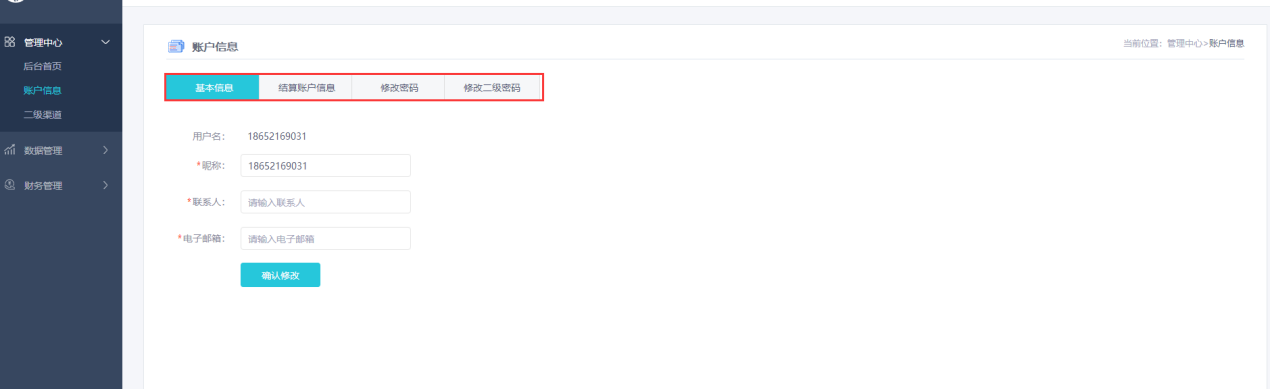 管理中心
后台首页
账户信息
二级渠道
数据管理
财务管理
账户信息
当前位置：管理中心>账户信息
基本信息 结算账户信息 修改密码 修改二级密码
用户名： 18652169031
*昵称： 18652169031
*联系人： 请输入联系人
*电子邮箱： 请输入电子邮箱
确认修改